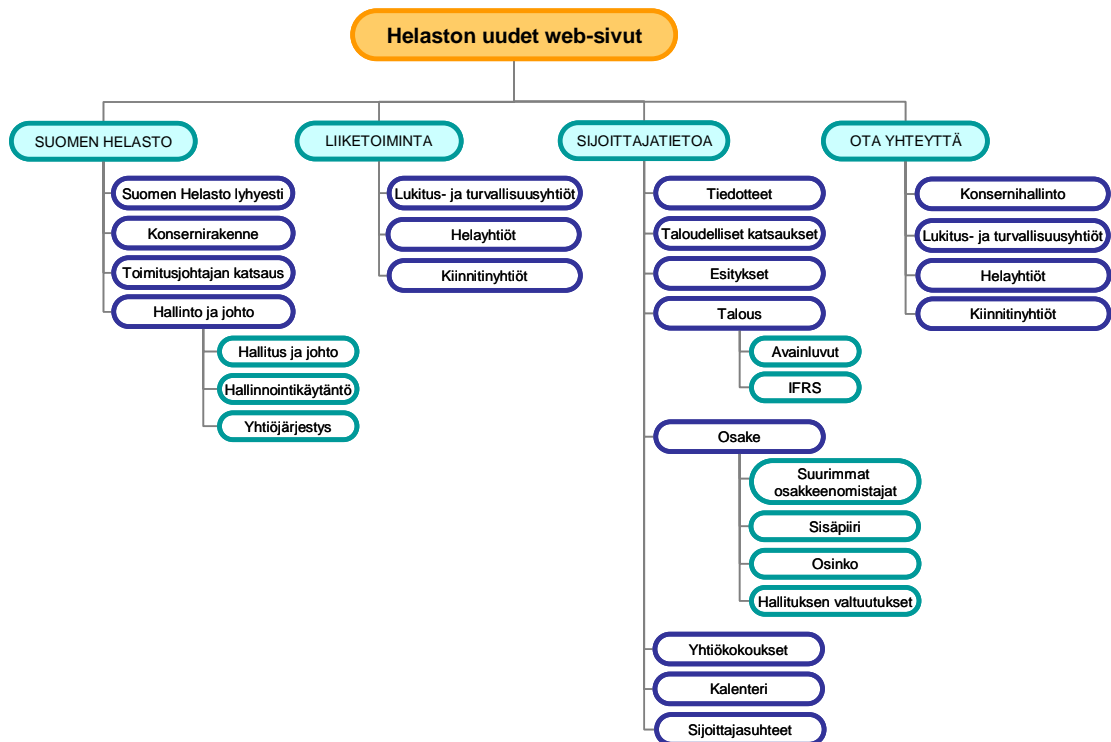 Helaston uudet web-sivut
SUOMEN HELASTO
Suomen Helasto lyhyesti
Konsernirakenne
Toimitusjohtajan katsaus
Hallinto ja johto
Hallitus ja johto
Hallinnointikäytäntö
Yhtiöjärjestys
LIIKETOIMINTA
Lukitus- ja turvallisuusyhtiöt
Helayhtiöt
Kiinnitinyhtiöt
SIJOITTAJATIETOA
Tiedotteet
Taloudelliset katsaukset
Esitykset
Talous
Avainluvut
IFRS
Osake
Suurimmat
osakkeenomistajat
Sisäpiiri
Osinko
Hallituksen valtuutukset
Yhtiökokoukset
Kalenteri
Sijoittajasuhteet
OTA YHTEYTTÄ
Konsernihallinto
Lukitus- ja turvallisuusyhtiöt
Helayhtiöt
Kiinnitinyhtiöt